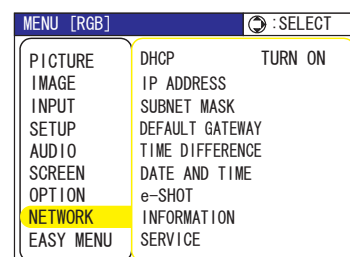 MENU [RGB] :SELECT
PICTURE
IMAGE
INPUT
SETUP
AUDIO
SCREEN
OPTION
NETWORK
EASY MENU
DHCP TURN ON
IP ADDRESS
SUBNET MASK
DEFAULT GATEWAY
TIME DIFFERENCE
DATE AND TIME
e-SHOT
INFORMATION
SERVICE